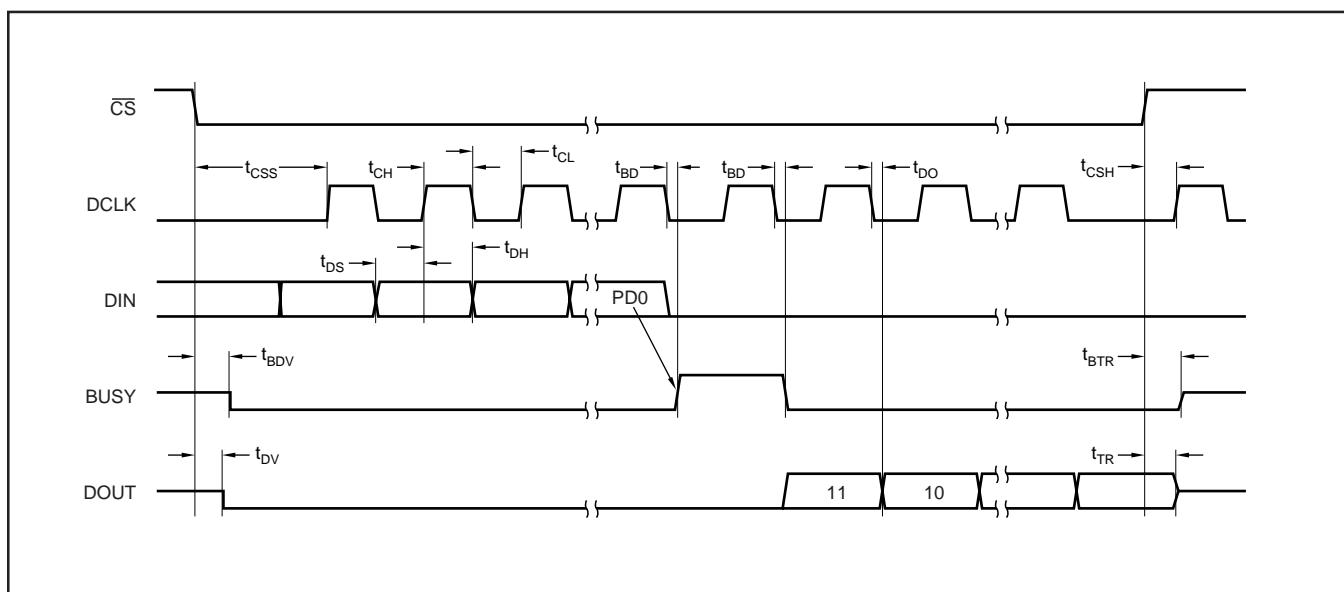 CS
tCSS
tCH
tCL
tBD
tBD
tDO
tCSH
DCLK
tDS
tDH
DIN
PD0
tBDV
tBTR
BUSY
tDV
tTR
DOUT
11
10